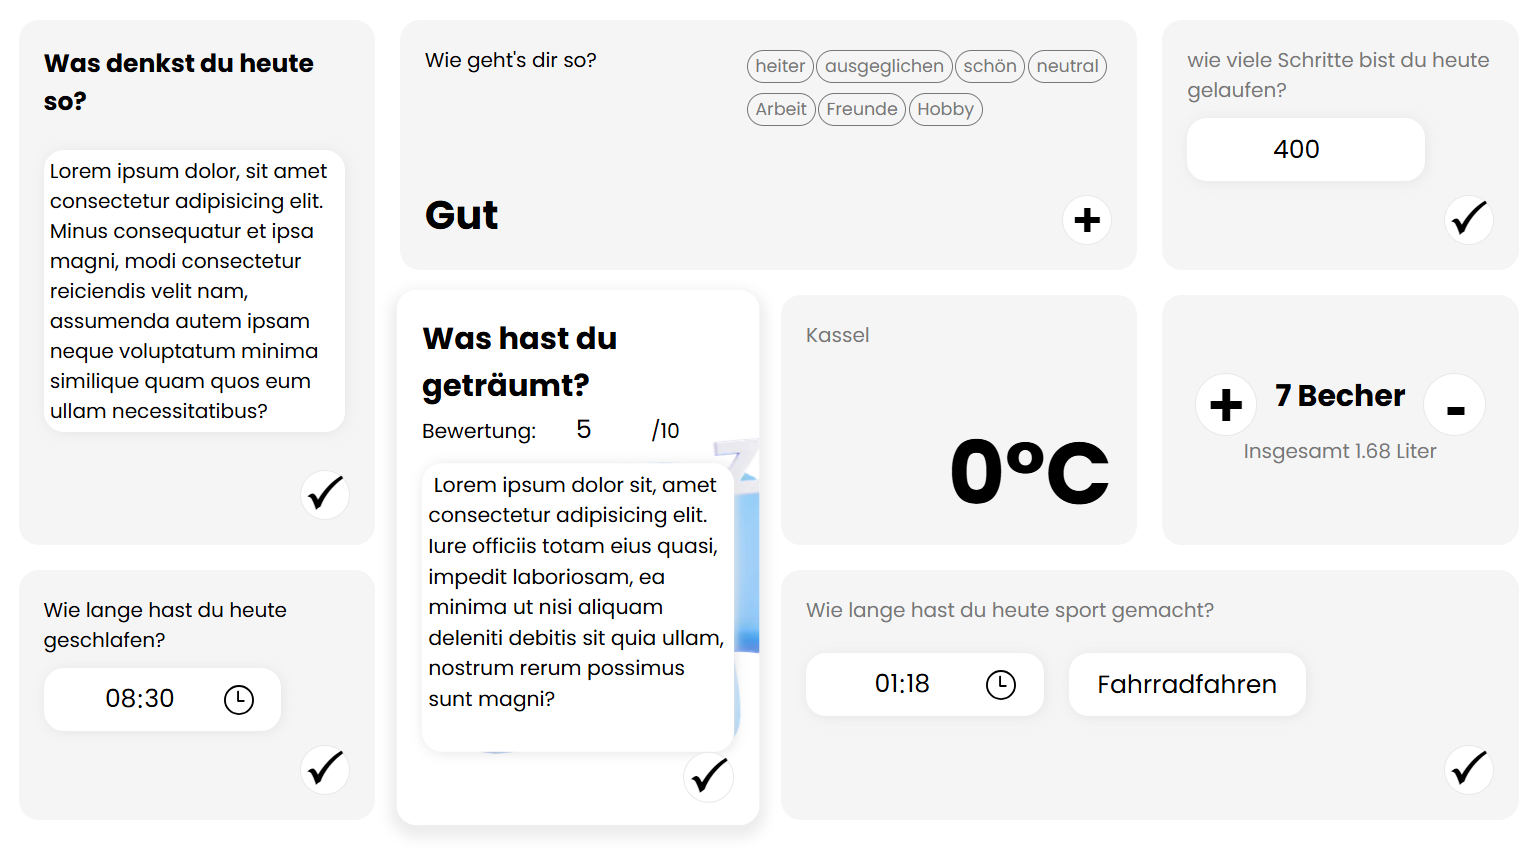 Was denkst du heute
so?
Lorem ipsum dolor, sit amet
consectetur adipisicing elit.
Minus consequatur et ipsa
magni, modi consectetur
reiciendis velit nam,
assumenda autem ipsam
neque voluptatum minima
similique quam quos eum
ullam necessitatibus?
Wie geht's dir so?
heiter ausgeglichen schön neutral
Arbeit Freunde Hobby
Gut
+
wie viele Schritte bist du heute
gelaufen?
400
Was hast du
geträumt?
Bewertung: 5 /10
Z
Lorem ipsum dolor sit, amet
consectetur adipisicing elit.
Iure officiis totam eius quasi,
impedit laboriosam, ea
minima ut nisi aliquam
deleniti debitis sit quia ullam,
nostrum rerum possimus
sunt magni?
Kassel
0°C
+ 7 Becher -
Insgesamt 1.68 Liter
Wie lange hast du heute
geschlafen?
08:30
Wie lange hast du heute sport gemacht?
01:18 Fahrradfahren